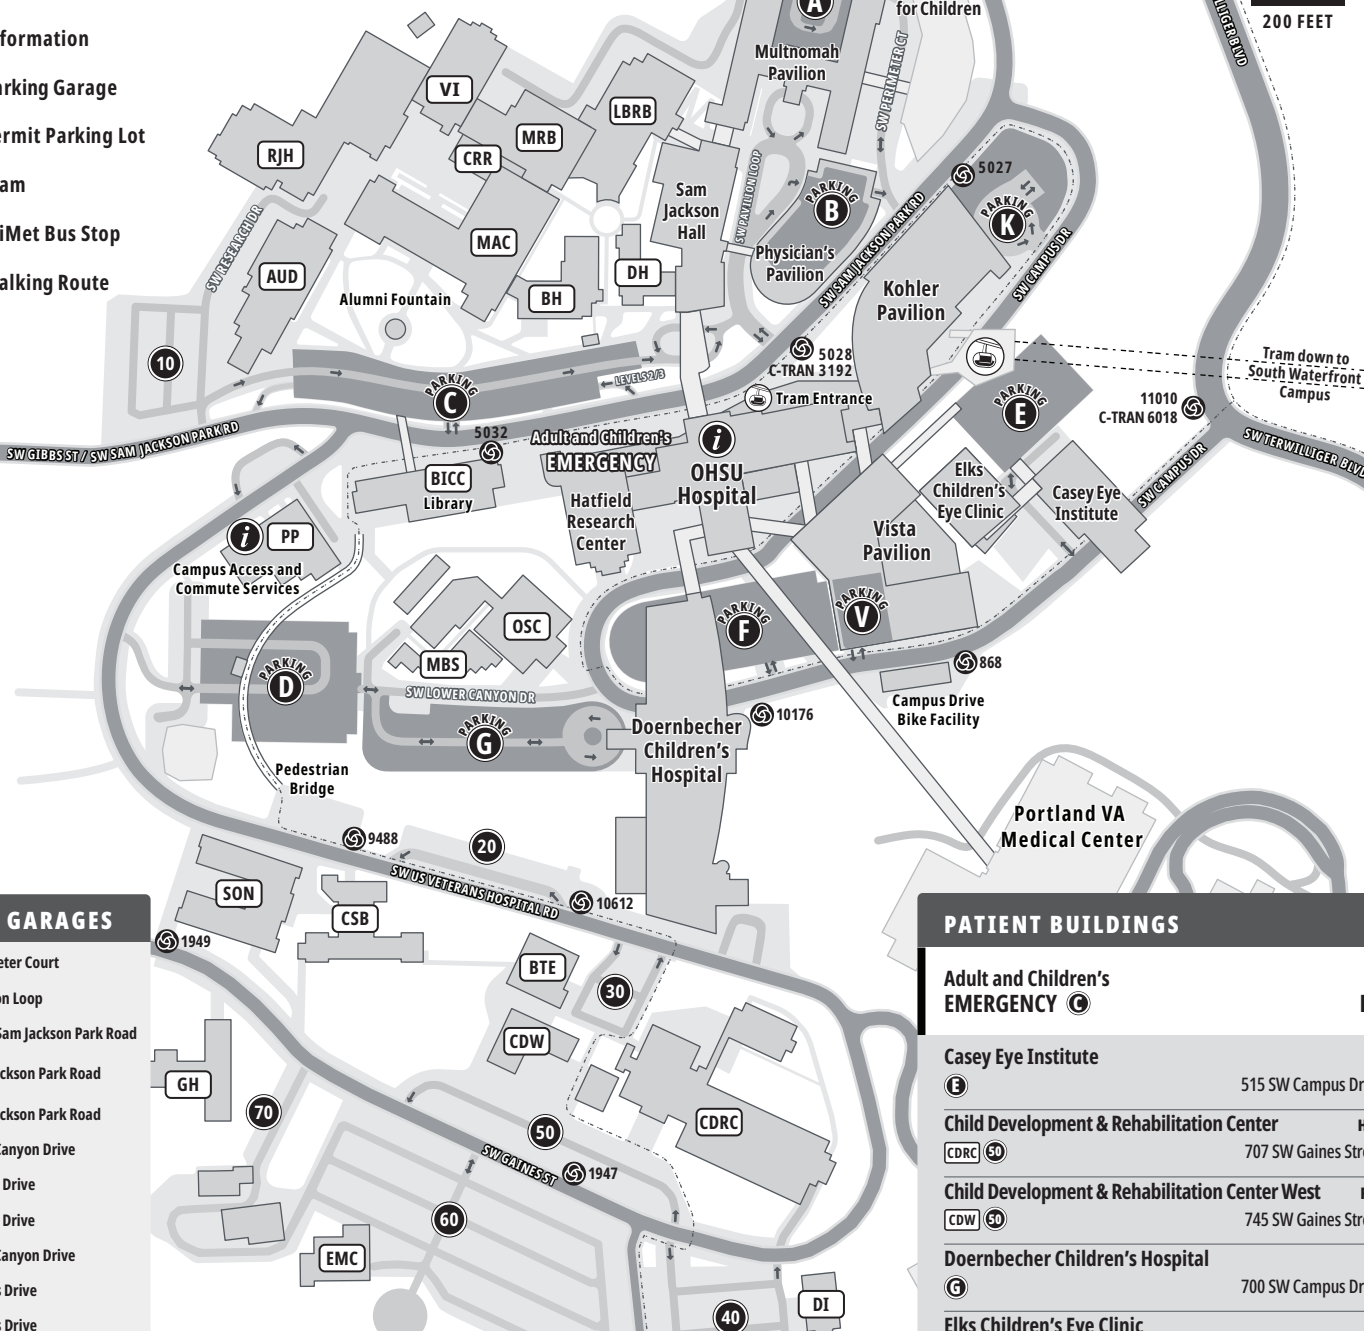 formation
arking Garage
ermit Parking Lot
am
iMet Bus Stop
alking Route
A
for Children
200 FEET
Multnomah
Pavilion
SW PERIMETER CT
LLIGER BLVD
VI
LBRB
MRB
CRR
RJH
5027
PARKING
K
PARKING
B
SW PAVILION LOOP
Sam
Jackson
Hall
SW RESEARCH DR
MAC
AUD
BH
DH
Physician's
Pavilion
SW SAM JACKSON PARK RD
SW CAMPUS DR
Kohler
Pavilion
Alumni Fountain
10
5028
C-TRAN 3192
Tram down to
South Waterfront
Campus
LEVELS 2/3
PARKING
C
Tram Entrance
PARKING
E
11010
C-TRAN 6018
SW GIBBS ST / SW SAM JACKSON PARK RD
5032
Adult and Children's
EMERGENCY
i
OHSU
Hospital
SW TERWILLIGER BLVD
SW CAMPUS DR
BICC
Library
Hatfield
Research
Center
Elks
Children's
Eye Clinic
Casey Eye
Institute
Vista
Pavilion
i
PP
Campus Access and
Commute Services
OSC
MBS
PARKING
F
PARKING
V
PARKING
D
SW LOWER CANYON DR
868
Campus Drive
Bike Facility
10176
PARKING
G
Doernbecher
Children's
Hospital
Pedestrian
Bridge
Portland VA
Medical Center
9488
20
SW US VETERANS HOSPITAL RD
10612
SON
CSB
1949
BTE
30
CDW
GH
70
50
CDRC
SW GAINES ST
1947
60
EMC
DI
40
GARAGES
eter Court
on Loop
Sam Jackson Park Road
ckson Park Road
ckson Park Road
Canyon Drive
Drive
Drive
Canyon Drive
s Drive
s Drive
PATIENT BUILDINGS
Adult and Children's
EMERGENCY C
Casey Eye Institute
E 515 SW Campus Dr
Child Development & Rehabilitation Center
CDRC 50 707 SW Gaines Stre
Child Development & Rehabilitation Center West
CDW 50 745 SW Gaines Stre
Doernbecher Children's Hospital
G 700 SW Campus Dr
Elks Children's Eye Clinic